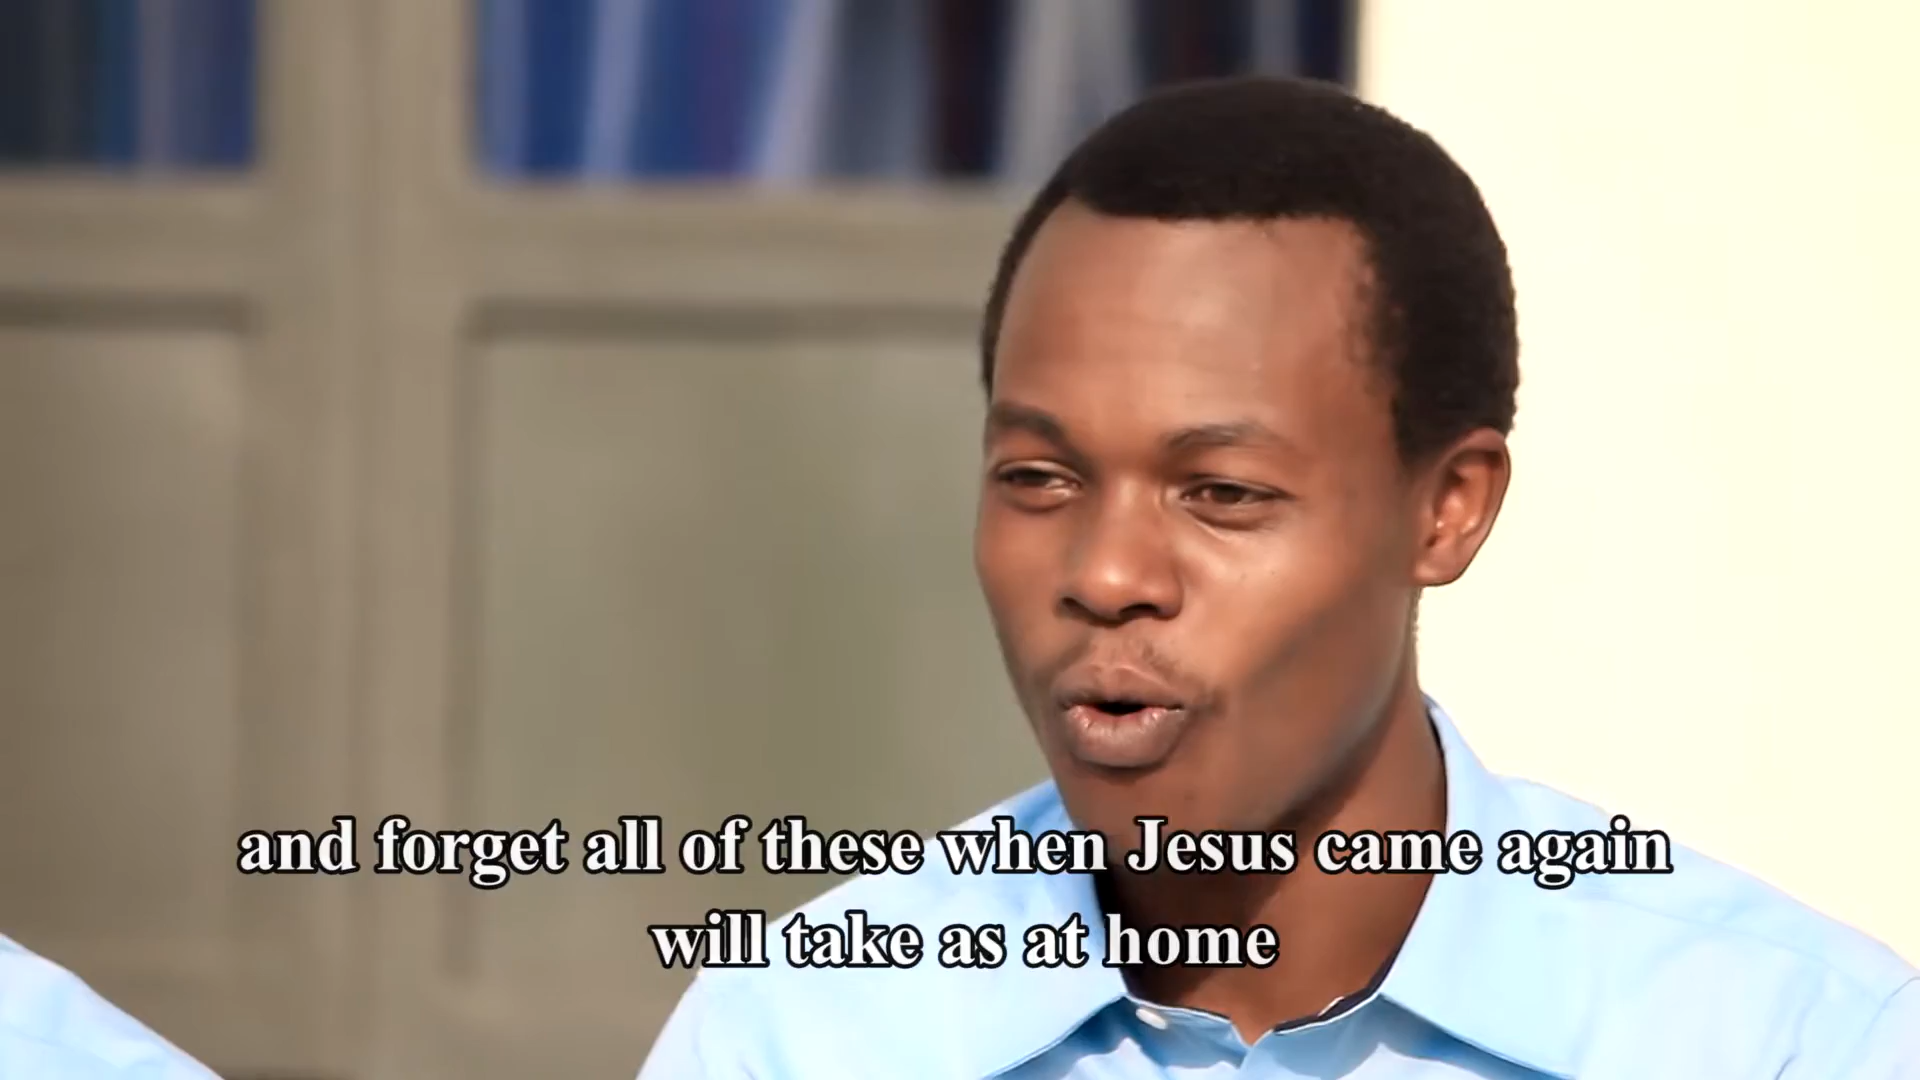 and forget all of these when Jesus came again
will take as at home